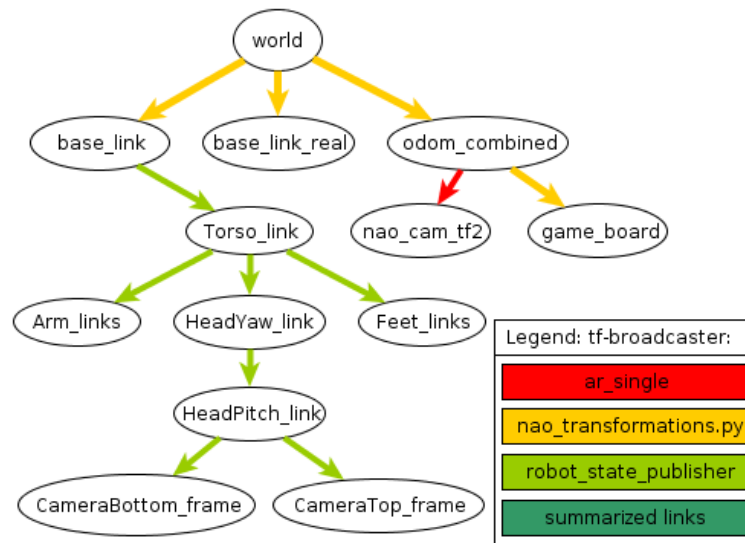 world
base_link
base_link_real
odom_combined
Torso_link
nao_cam_tf2
game_board
Arm_links
HeadYaw_link
Feet_links
HeadPitch_link
CameraBottom_frame
CameraTop_frame
Legend: tf-broadcaster:
ar_single
nao_transformations.py
robot_state_publisher
summarized links